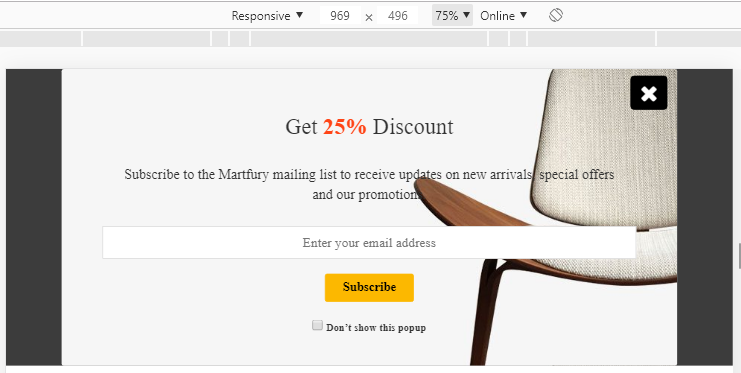 Responsive ▼ 969 × 496 75% ▼ Online ▼
Get 25% Discount
Subscribe to the Martfury mailing list to receive updates on new arrivals, special offers
and our promotions.
Enter your email address
Subscribe
Don't show this popup